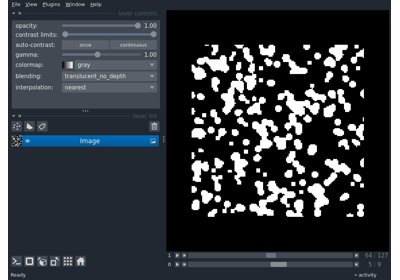 File View Plugins Window Help
layer controls
opacity: 1.00
contrast limits:
auto-contrast: once continuous
gamma: 1.00
colormap: gray
blending: translucent_no_depth
interpolation: nearest
layer list
Image
1 64 127
0 5 9
Ready activity